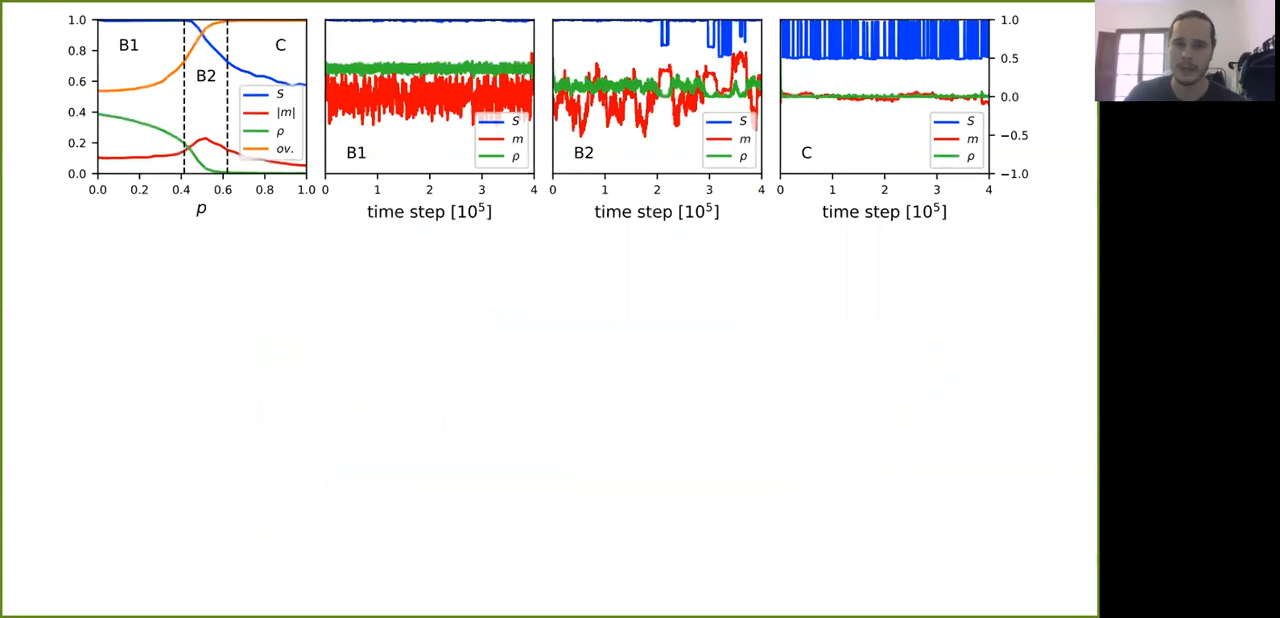 B1
B2
C
S
|m|
ρ
ov.
0.0
0.2
0.4
0.6
0.8
1.0
0.0 0.2 0.4 0.6 0.8 1.0
p
B1
S
m
ρ
0 1 2 3 4
time step [10⁵]
B2
S
m
ρ
0 1 2 3 4
time step [10⁵]
C
S
m
ρ
0 1 2 3 4
time step [10⁵]
1.0
0.5
0.0
−0.5
−1.0